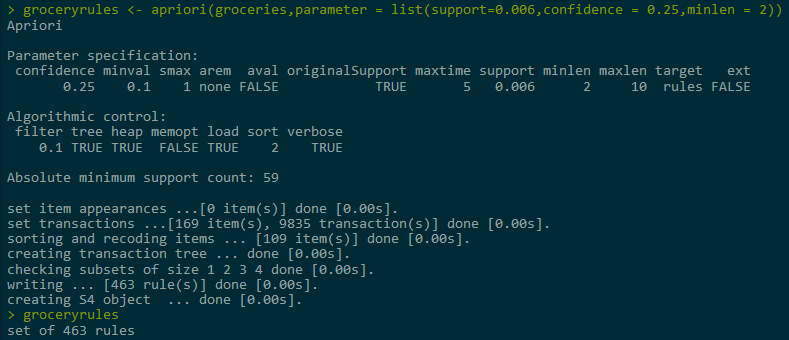 > groceryrules <- apriori(groceries,parameter = list(support=0.006,confidence = 0.25,minlen = 2))
Apriori
Parameter specification:
confidence minval smax arem aval originalSupport maxtime support minlen maxlen target ext
0.25 0.1 1 none FALSE TRUE 5 0.006 2 10 rules FALSE
Algorithmic control:
filter tree heap memopt load sort verbose
0.1 TRUE TRUE FALSE TRUE 2 TRUE
Absolute minimum support count: 59
set item appearances ...[0 item(s)] done [0.00s].
set transactions ...[169 item(s), 9835 transaction(s)] done [0.00s].
sorting and recoding items ... [109 item(s)] done [0.00s].
creating transaction tree ... done [0.00s].
checking subsets of size 1 2 3 4 done [0.00s].
writing ... [463 rule(s)] done [0.00s].
creating S4 object  ... done [0.00s].
> groceryrules
set of 463 rules